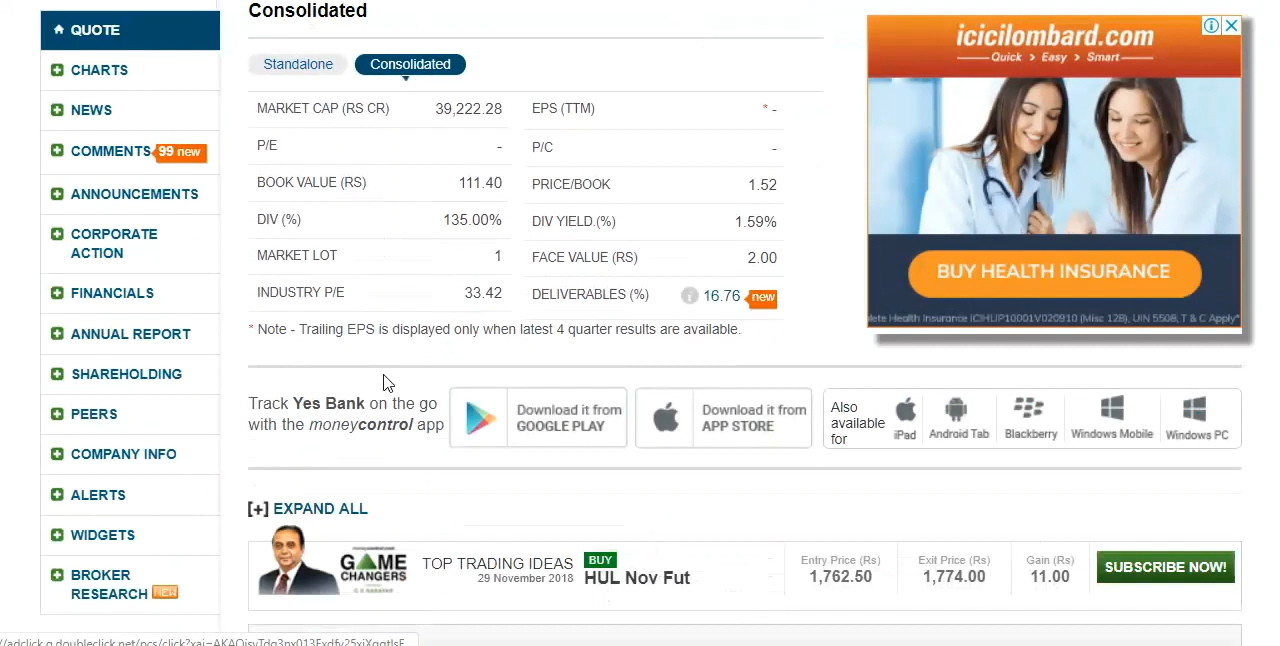 Consolidated
QUOTE
CHARTS
NEWS
COMMENTS 99 new
ANNOUNCEMENTS
CORPORATE
ACTION
FINANCIALS
ANNUAL REPORT
SHAREHOLDING
PEERS
COMPANY INFO
ALERTS
WIDGETS
BROKER
RESEARCH NEW
Standalone Consolidated
MARKET CAP (RS CR) 39,222.28 EPS (TTM) * -
P/E - P/C -
BOOK VALUE (RS) 111.40 PRICE/BOOK 1.52
DIV (%) 135.00% DIV YIELD.(%) 1.59%
MARKET LOT 1 FACE VALUE (RS) 2.00
INDUSTRY P/E 33.42 DELIVERABLES (%) i 16.76 new
* Note - Trailing EPS is displayed only when latest 4 quarter results are available.
icicilombard.com
Quick > Easy > Smart
BUY HEALTH INSURANCE
Health Insurance (Misc 128), UIN 5508, T & C Apply*
Track Yes Bank on the go
with the moneycontrol app
Download it from
GOOGLE PLAY
Download it from
APP STORE
Also
available
for
iPad Android Tab Blackberry Windows Mobile Windows PC
[+] EXPAND ALL
GAME
CHANGERS
TOP TRADING IDEAS
29 November 2018
BUY
HUL Nov Fut
Entry Price (Rs)
1,762.50
Exit Price (Rs)
1,774.00
Gain (Rs)
11.00
SUBSCRIBE NOW!